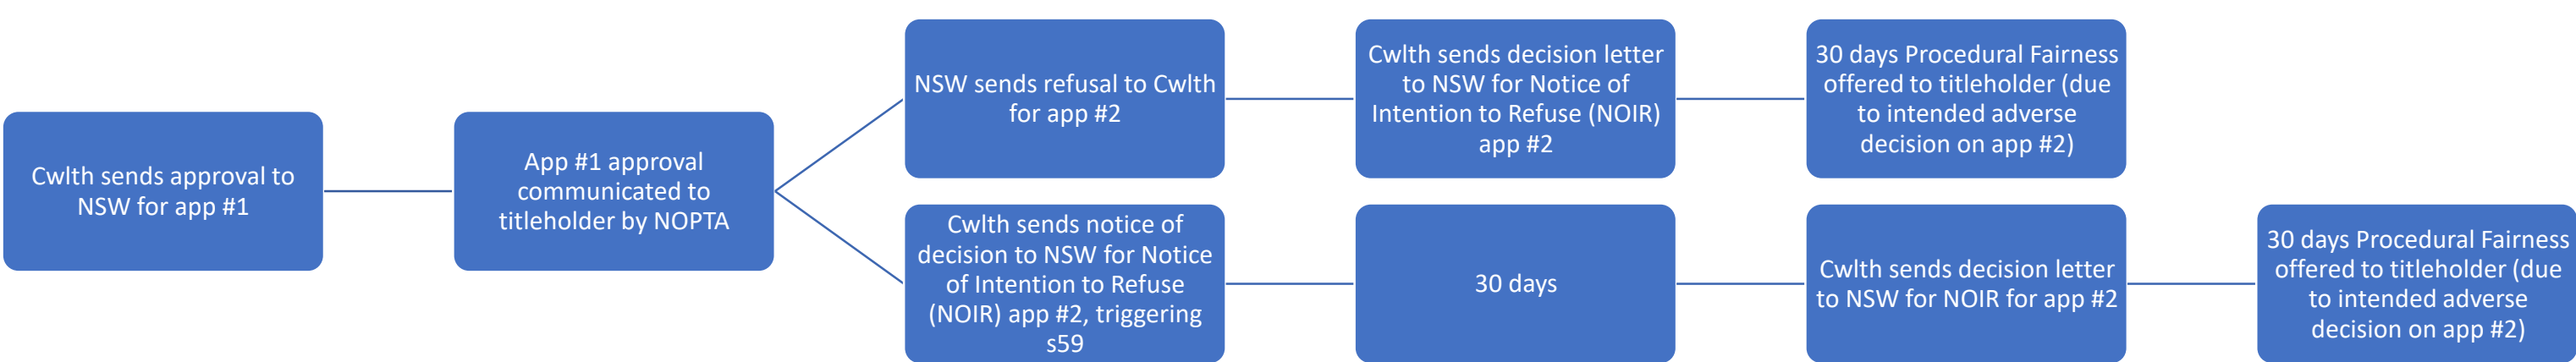 Cwlth sends approval to
NSW for app #1
App #1 approval
communicated to
titleholder by NOPTA
NSW sends refusal to Cwlth
for app #2
Cwlth sends decision letter
to NSW for Notice of
Intention to Refuse (NOIR)
app #2
30 days Procedural Fairness
offered to titleholder (due
to intended adverse
decision on app #2)
Cwlth sends notice of
decision to NSW for Notice
of Intention to Refuse
(NOIR) app #2, triggering
s59
30 days
Cwlth sends decision letter
to NSW for NOIR for app #2
30 days Procedural Fairness
offered to titleholder (due
to intended adverse
decision on app #2)